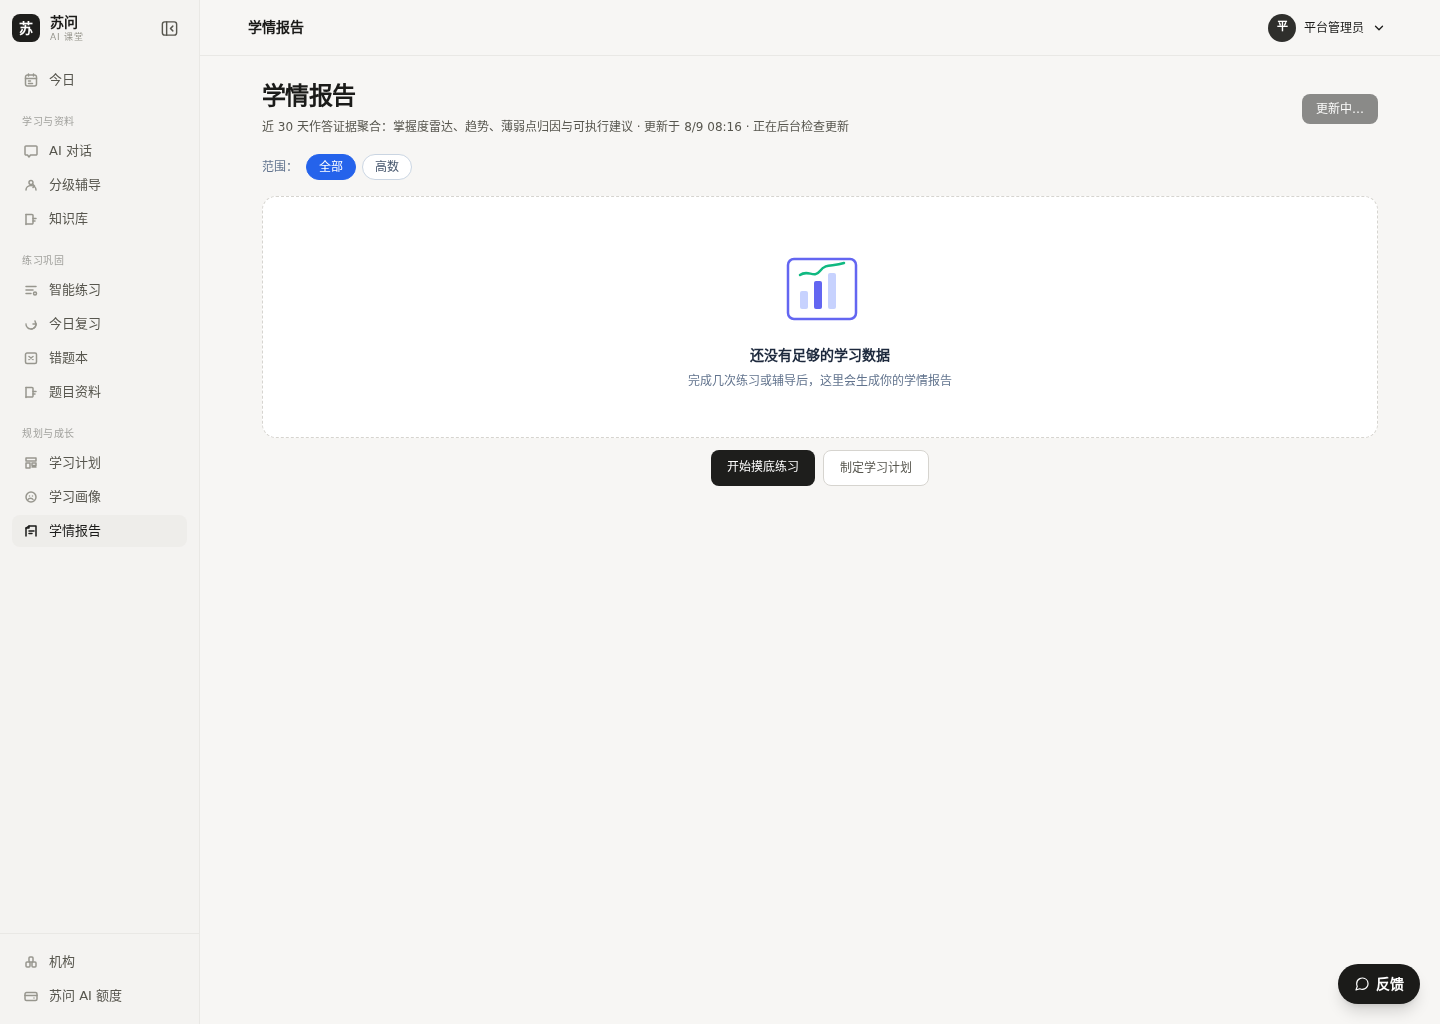 苏
苏问
AI 课堂
今日
学习与资料
AI 对话
分级辅导
知识库
练习巩固
智能练习
今日复习
错题本
题目资料
规划与成长
学习计划
学习画像
学情报告
机构
苏问 AI 额度
学情报告
平
平台管理员
学情报告
近 30 天作答证据聚合：掌握度雷达、趋势、薄弱点归因与可执行建议 · 更新于 8/9 08:16 · 正在后台检查更新
更新中…
范围：
全部
高数
还没有足够的学习数据
完成几次练习或辅导后，这里会生成你的学情报告
开始摸底练习
制定学习计划
反馈